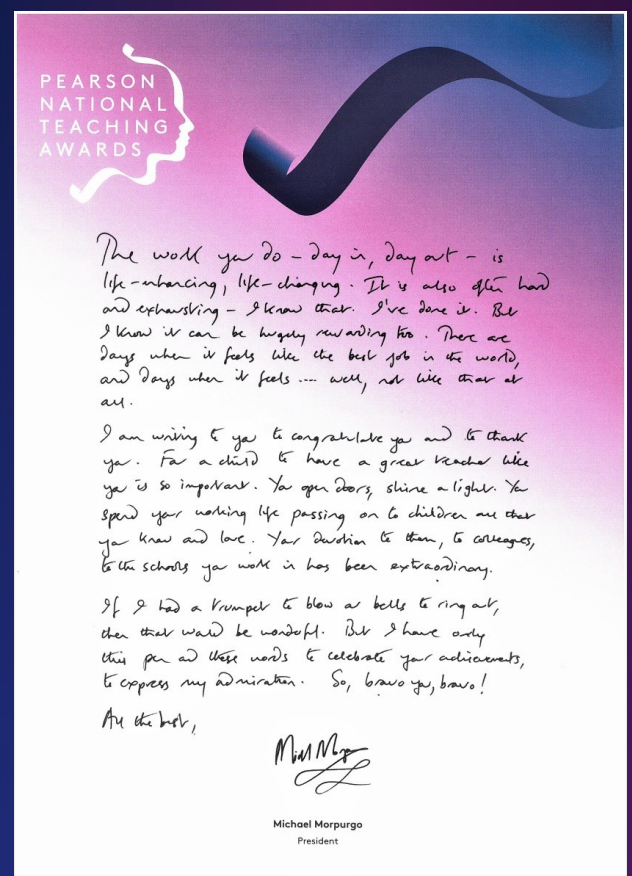 PEARSON
NATIONAL
TEACHING
AWARDS
The work you do – day in, day out – is
life-enhancing, life-changing. It is also often hard
and exhausting – I know that. I've done it. But
I know it can be hugely rewarding too. There are
days when it feels like the best job in the world,
and days when it feels .... well, not like that at
all.
I am writing to you to congratulate you and to thank
you. For a child to have a great teacher like
you is so important. You open doors, shine a light. You
spend your working life passing on to children all that
you know and love. Your devotion to them, to colleagues,
to the schools you work in has been extraordinary.
If I had a trumpet to blow or bells to ring out,
then that would be wonderful. But I have only
this pen and these words to celebrate your achievements,
to express my admiration. So, bravo you, bravo!
All the best,
Michael Morpurgo
Michael Morpurgo
President